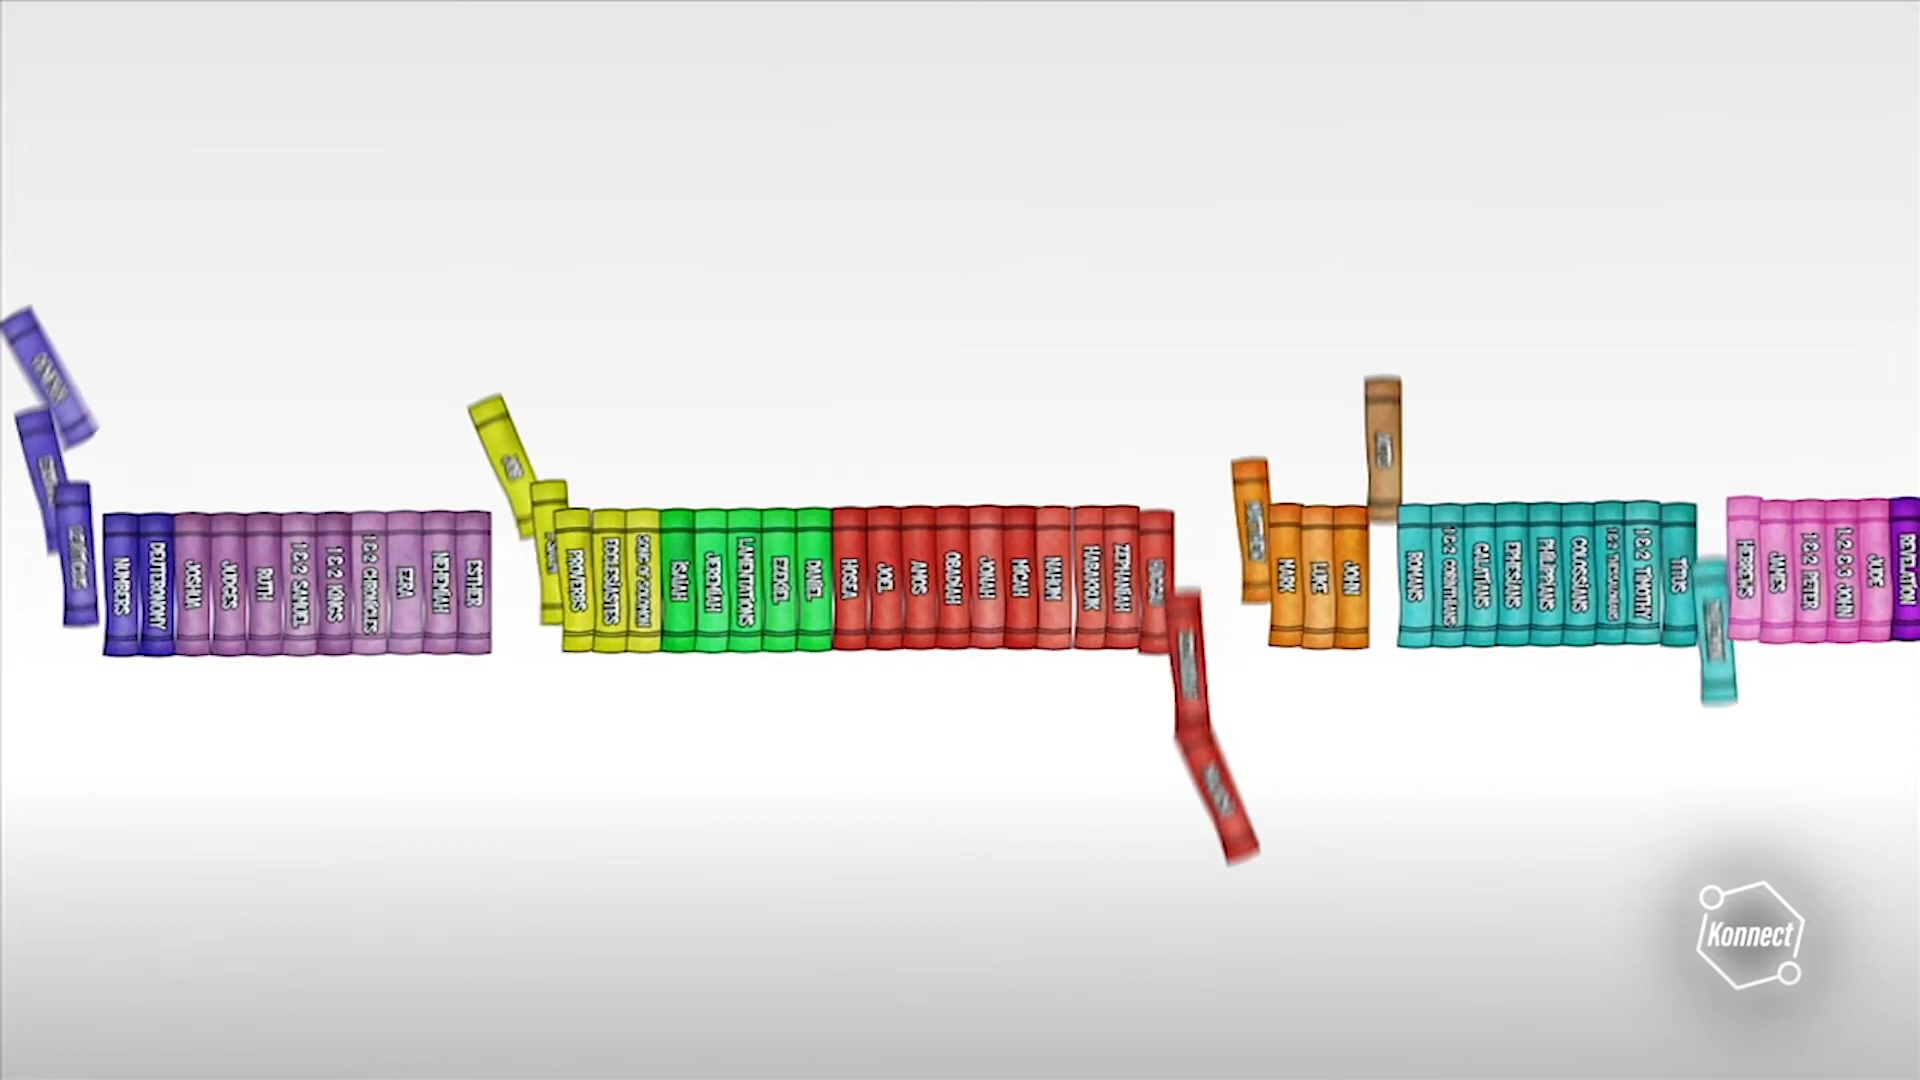 NUMBERS
DEUTERONOMY
JOSHUA
JUDGES
RUTH
1 & 2 SAMUEL
1 & 2 KINGS
1 & 2 CHRONICLES
EZRA
NEHEMIAH
ESTHER
JOB
PROVERBS
ECCLESIASTES
SONG OF SOLOMON
ISAIAH
JEREMIAH
LAMENTATIONS
EZEKIEL
DANIEL
HOSEA
JOEL
AMOS
OBADIAH
JONAH
MICAH
NAHUM
HABAKKUK
ZEPHANIAH
MATTHEW
MARK
LUKE
JOHN
ROMANS
1 & 2 CORINTHIANS
GALATIANS
EPHESIANS
PHILIPPIANS
COLOSSIANS
1 & 2 THESSALONIANS
1 & 2 TIMOTHY
TITUS
HEBREWS
JAMES
1 & 2 PETER
1, 2 & 3 JOHN
JUDE
REVELATION
Konnect